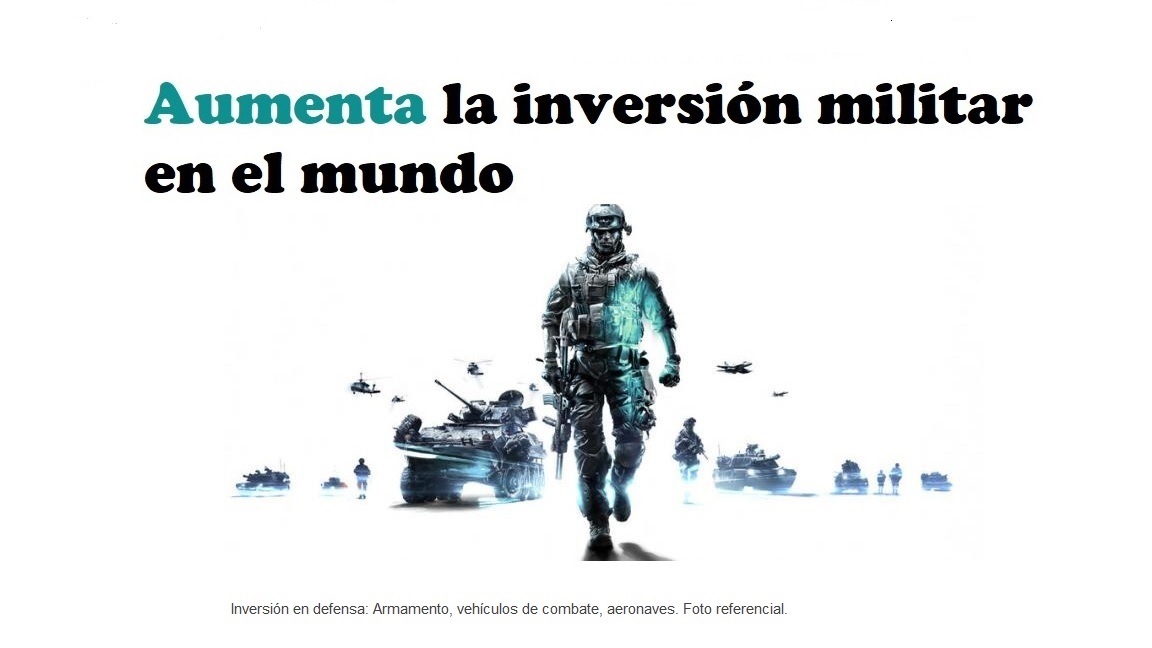 Aumenta la inversión militar
en el mundo
Inversión en defensa: Armamento, vehículos de combate, aeronaves. Foto referencial.